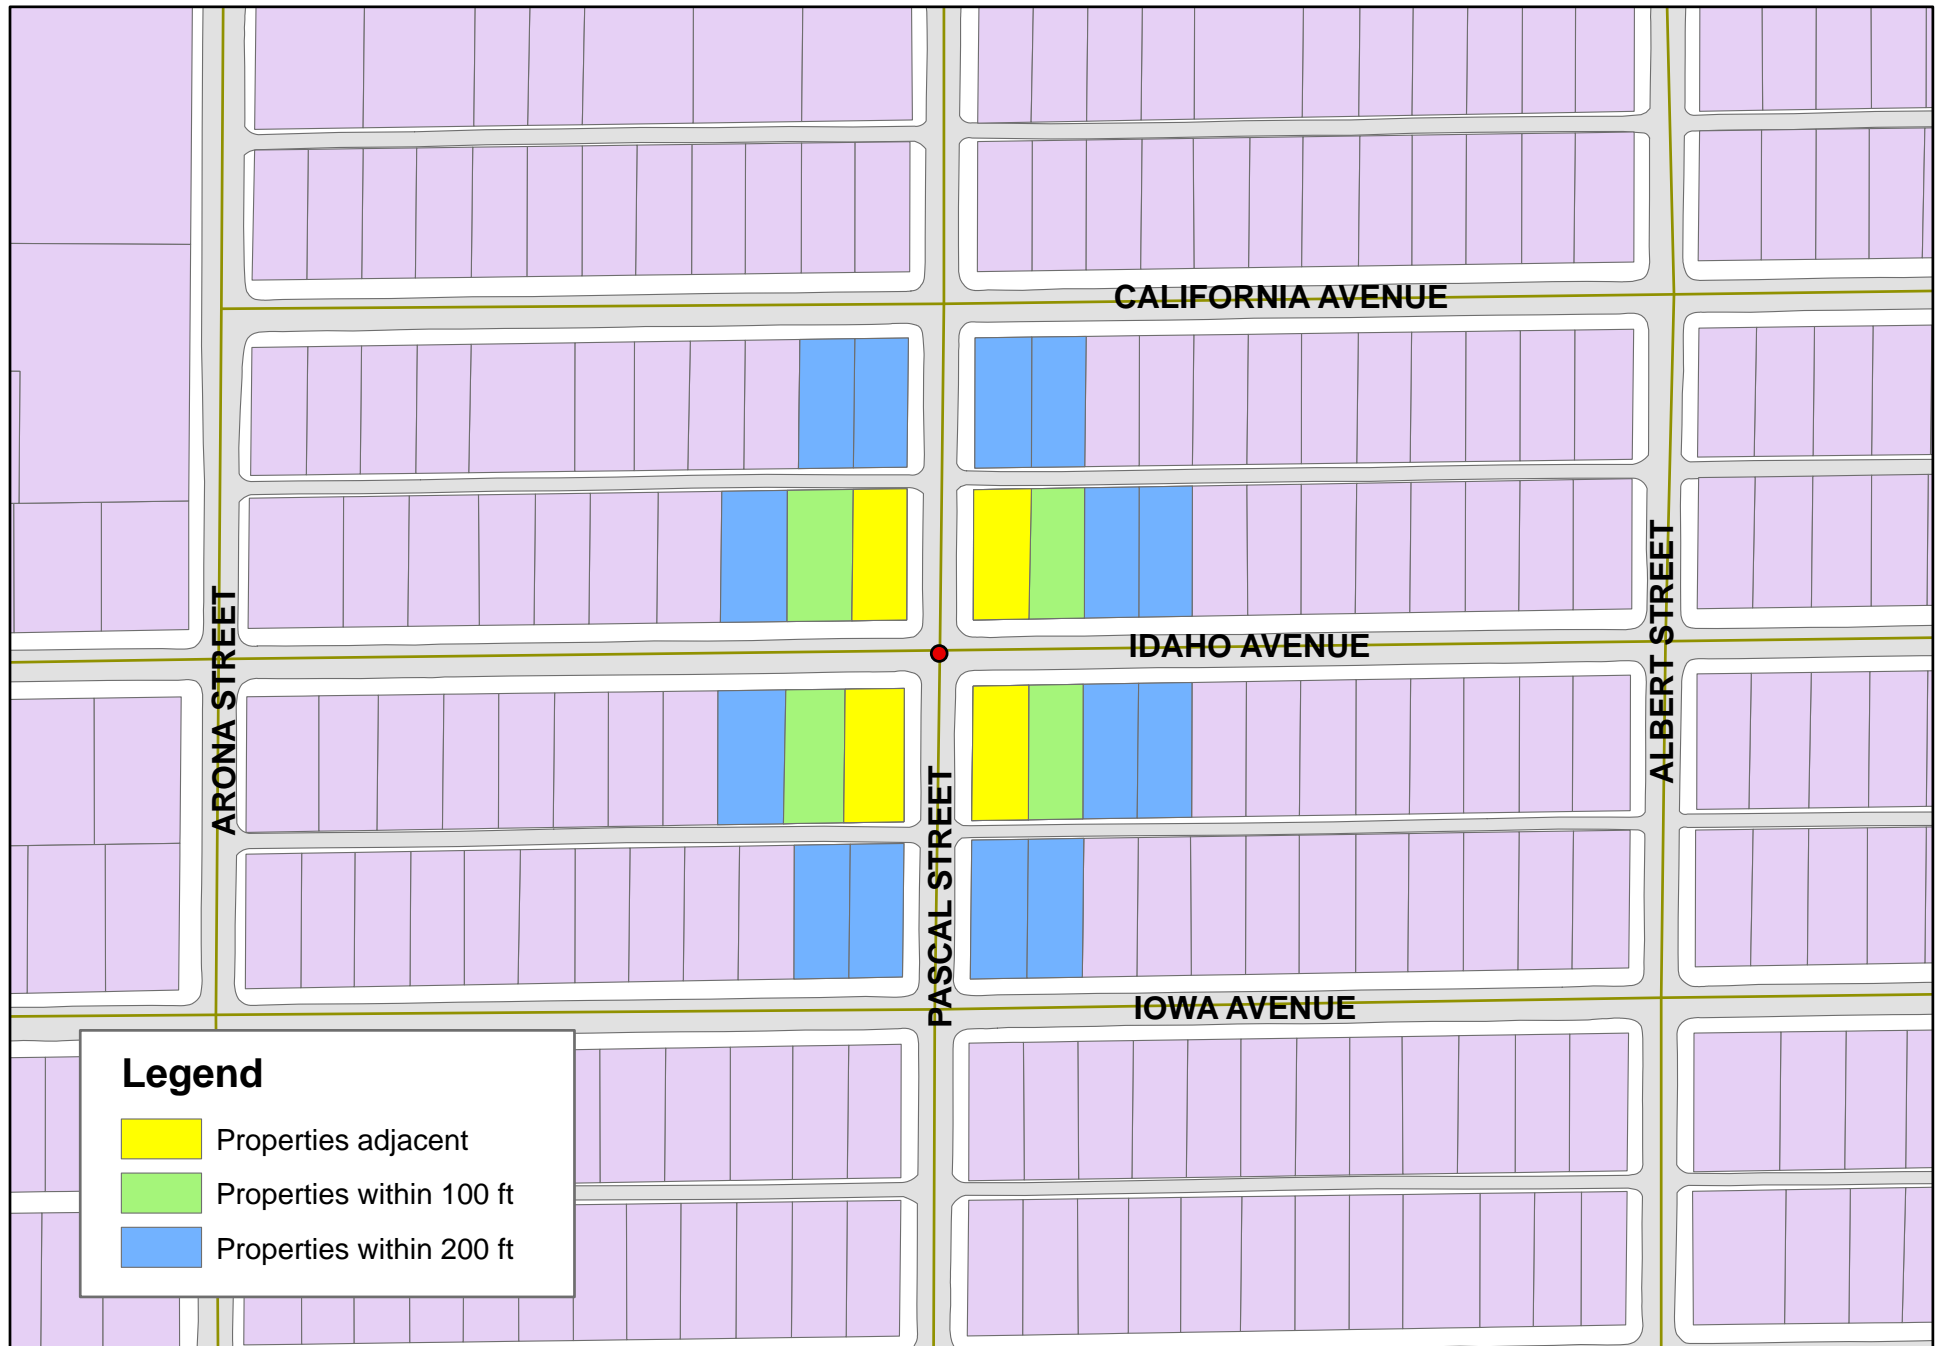 CALIFORNIA AVENUE
IDAHO AVENUE
ARONA STREET
ALBERT STREET
PASCAL STREET
IOWA AVENUE
Legend
Properties adjacent
Properties within 100 ft
Properties within 200 ft